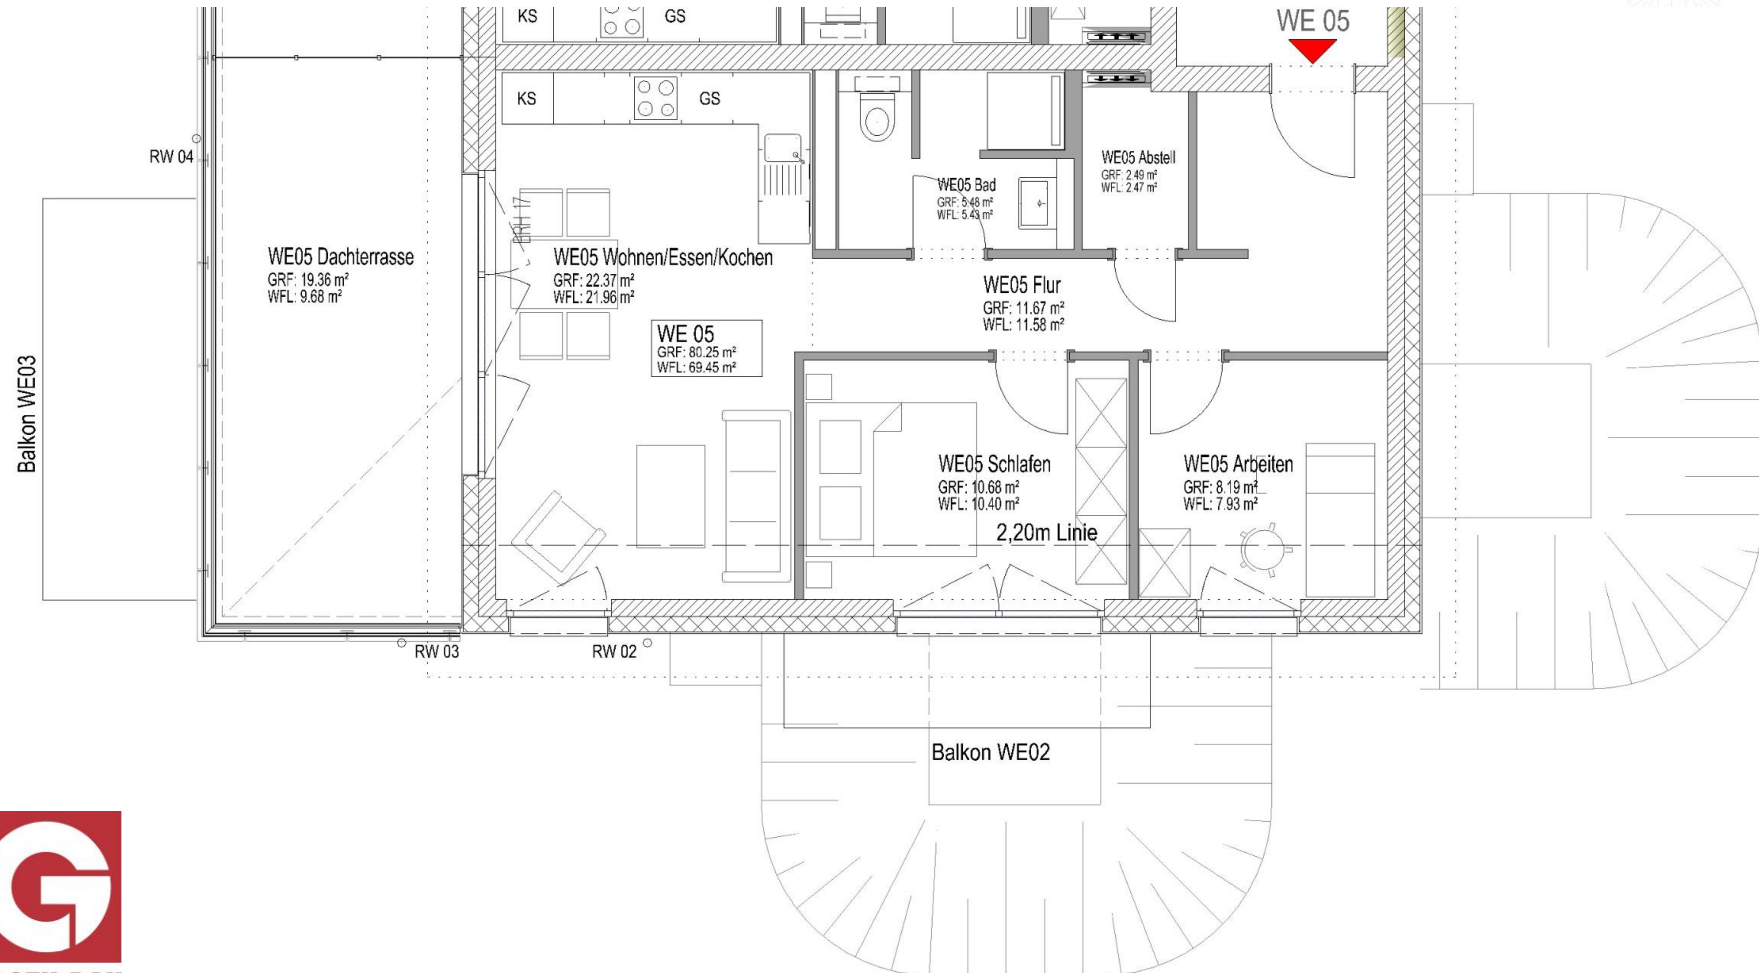 KS
GS
WE 05
KS
GS
RW 04
WE05 Abstell
GRF: 2.49 m²
WFL: 2.47 m²
WE05 Bad
GRF: 5.48 m²
WFL: 5.43 m²
BRH 17
WE05 Dachterrasse
GRF: 19.36 m²
WFL: 9.68 m²
WE05 Wohnen/Essen/Kochen
GRF: 22.37 m²
WFL: 21.96 m²
WE05 Flur
GRF: 11.67 m²
WFL: 11.58 m²
WE 05
GRF: 80.25 m²
WFL: 69.45 m²
Balkon WE03
WE05 Schlafen
GRF: 10.68 m²
WFL: 10.40 m²
WE05 Arbeiten
GRF: 8.19 m²
WFL: 7.93 m²
2,20m Linie
RW 03
RW 02
Balkon WE02